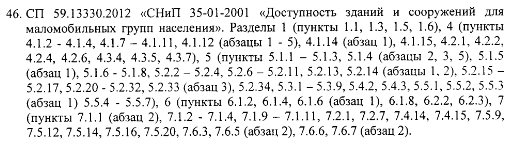 46. СП 59.13330.2012 «СНиП 35-01-2001 «Доступность зданий и сооружений для
маломобильных групп населения». Разделы 1 (пункты 1.1, 1.3, 1.5, 1.6), 4 (пункты
4.1.2 - 4.1.4, 4.1.7 – 4.1.11, 4.1.12 (абзацы 1 - 5), 4.1.14 (абзац 1), 4.1.15, 4.2.1, 4.2.2,
4.2.4, 4.2.6, 4.3.4, 4.3.5, 4.3.7), 5 (пункты 5.1.1 – 5.1.3, 5.1.4 (абзацы 2, 3, 5), 5.1.5
(абзац 1), 5.1.6 - 5.1.8, 5.2.2 – 5.2.4, 5.2.6 – 5.2.11, 5.2.13, 5.2.14 (абзацы 1, 2), 5.2.15 –
5.2.17, 5.2.20 - 5.2.32, 5.2.33 (абзац 3), 5.2.34, 5.3.1 – 5.3.9, 5.4.2, 5.4.3, 5.5.1, 5.5.2, 5.5.3
(абзац 1) 5.5.4 - 5.5.7), 6 (пункты 6.1.2, 6.1.4, 6.1.6 (абзац 1), 6.1.8, 6.2.2, 6.2.3), 7
(пункты 7.1.1 (абзац 2), 7.1.2 - 7.1.4, 7.1.9 – 7.1.11, 7.2.1, 7.2.7, 7.4.14, 7.4.15, 7.5.9,
7.5.12, 7.5.14, 7.5.16, 7.5.20, 7.6.3, 7.6.5 (абзац 2), 7.6.6, 7.6.7 (абзац 2).